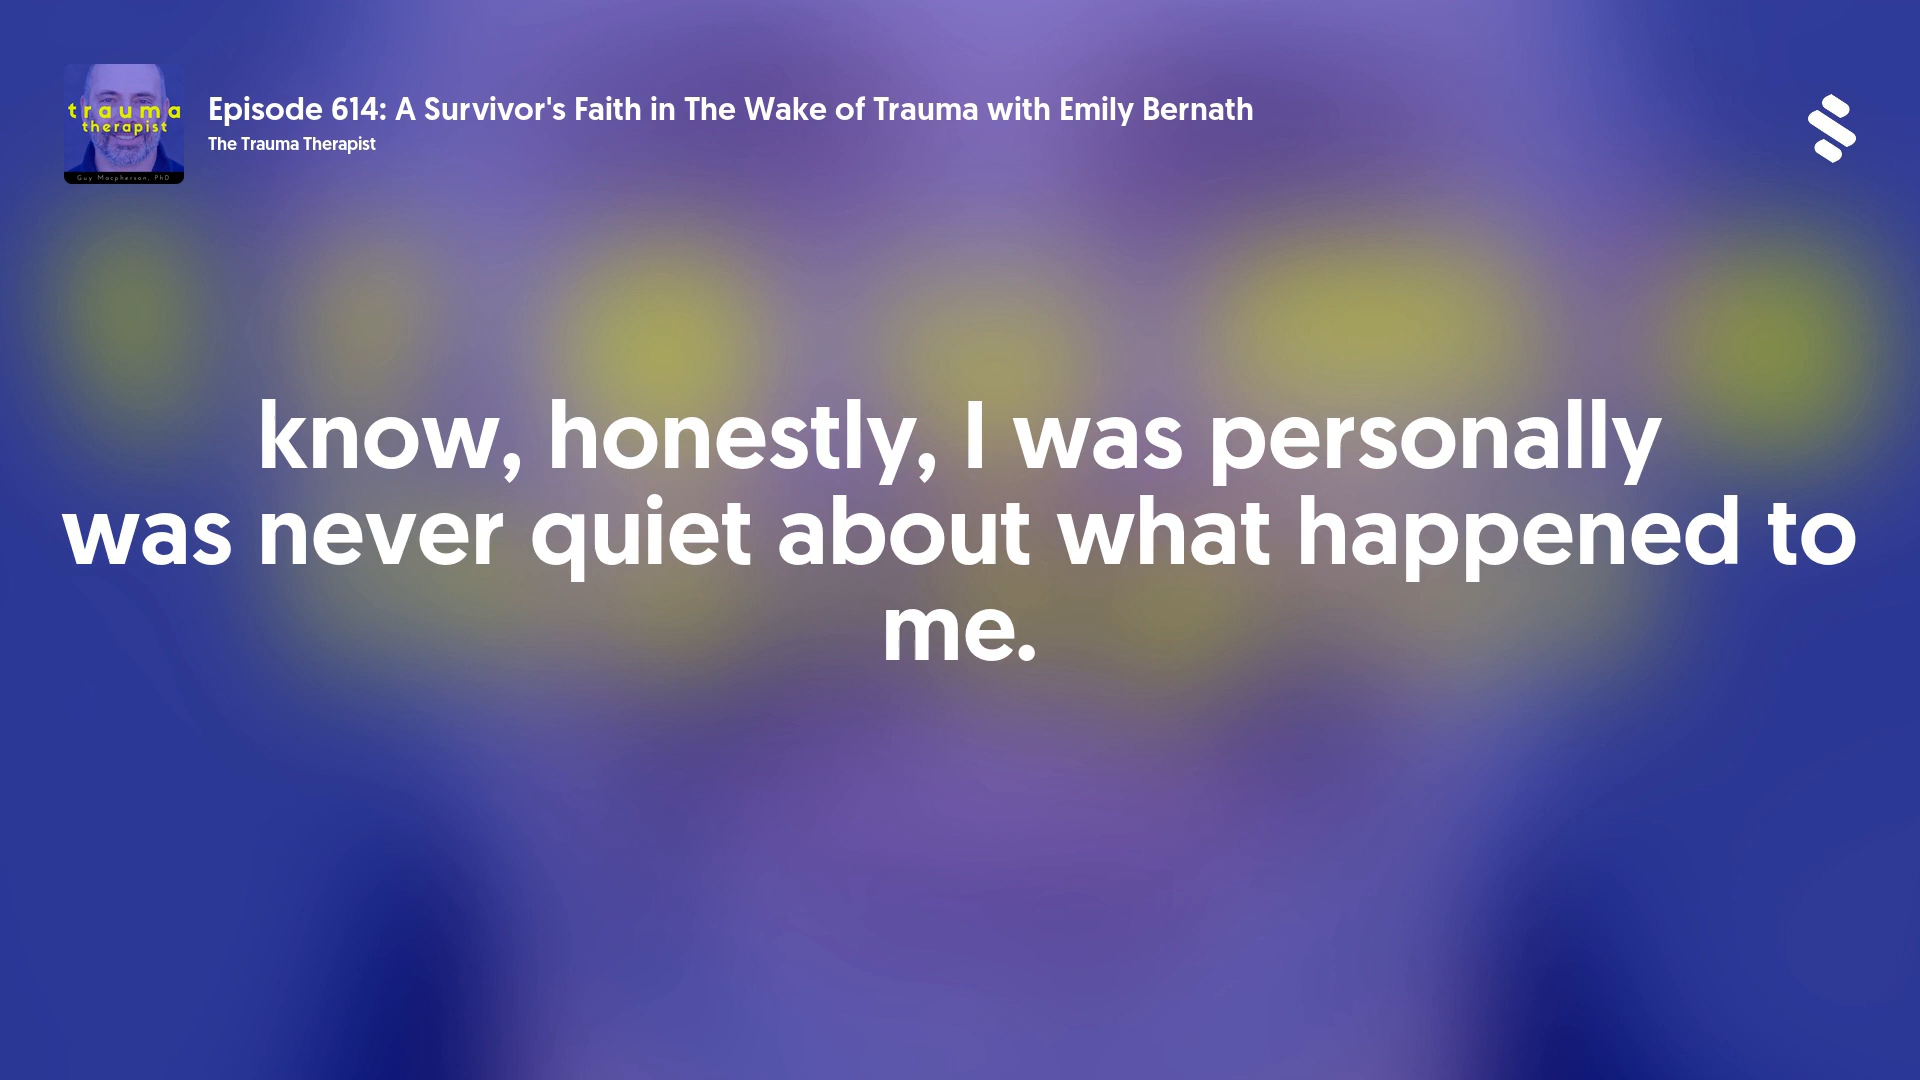 trauma
therapist
Guy Macpherson, PhD
Episode 614: A Survivor's Faith in The Wake of Trauma with Emily Bernath
The Trauma Therapist
know, honestly, I was personally
was never quiet about what happened to
me.